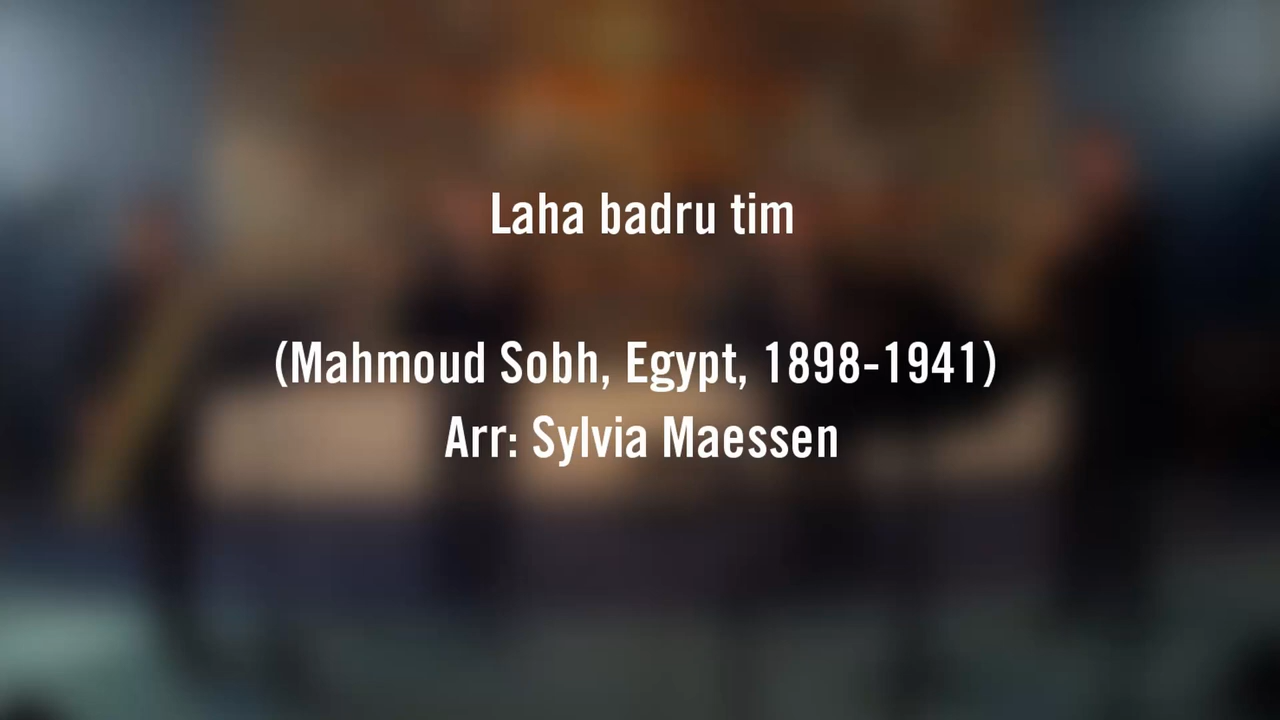 Laha badru tim
(Mahmoud Sobh, Egypt, 1898-1941)
Arr: Sylvia Maessen